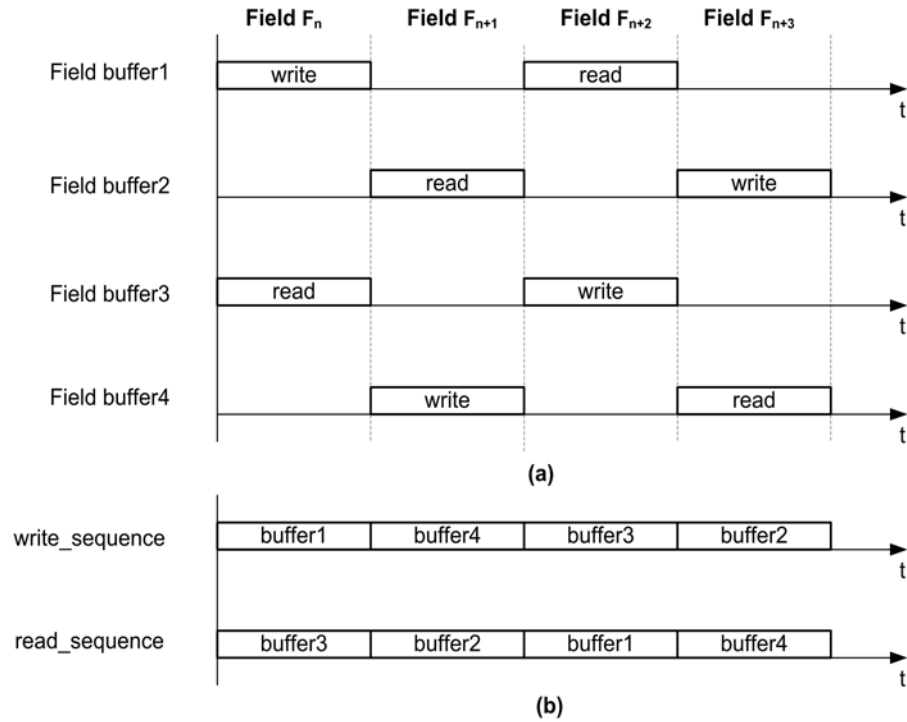 Field Fn Field Fn+1 Field Fn+2 Field Fn+3
Field buffer1 write read
t
Field buffer2 read write
t
Field buffer3 read write
t
Field buffer4 write read
t
(a)
write_sequence buffer1 buffer4 buffer3 buffer2
t
read_sequence buffer3 buffer2 buffer1 buffer4
t
(b)